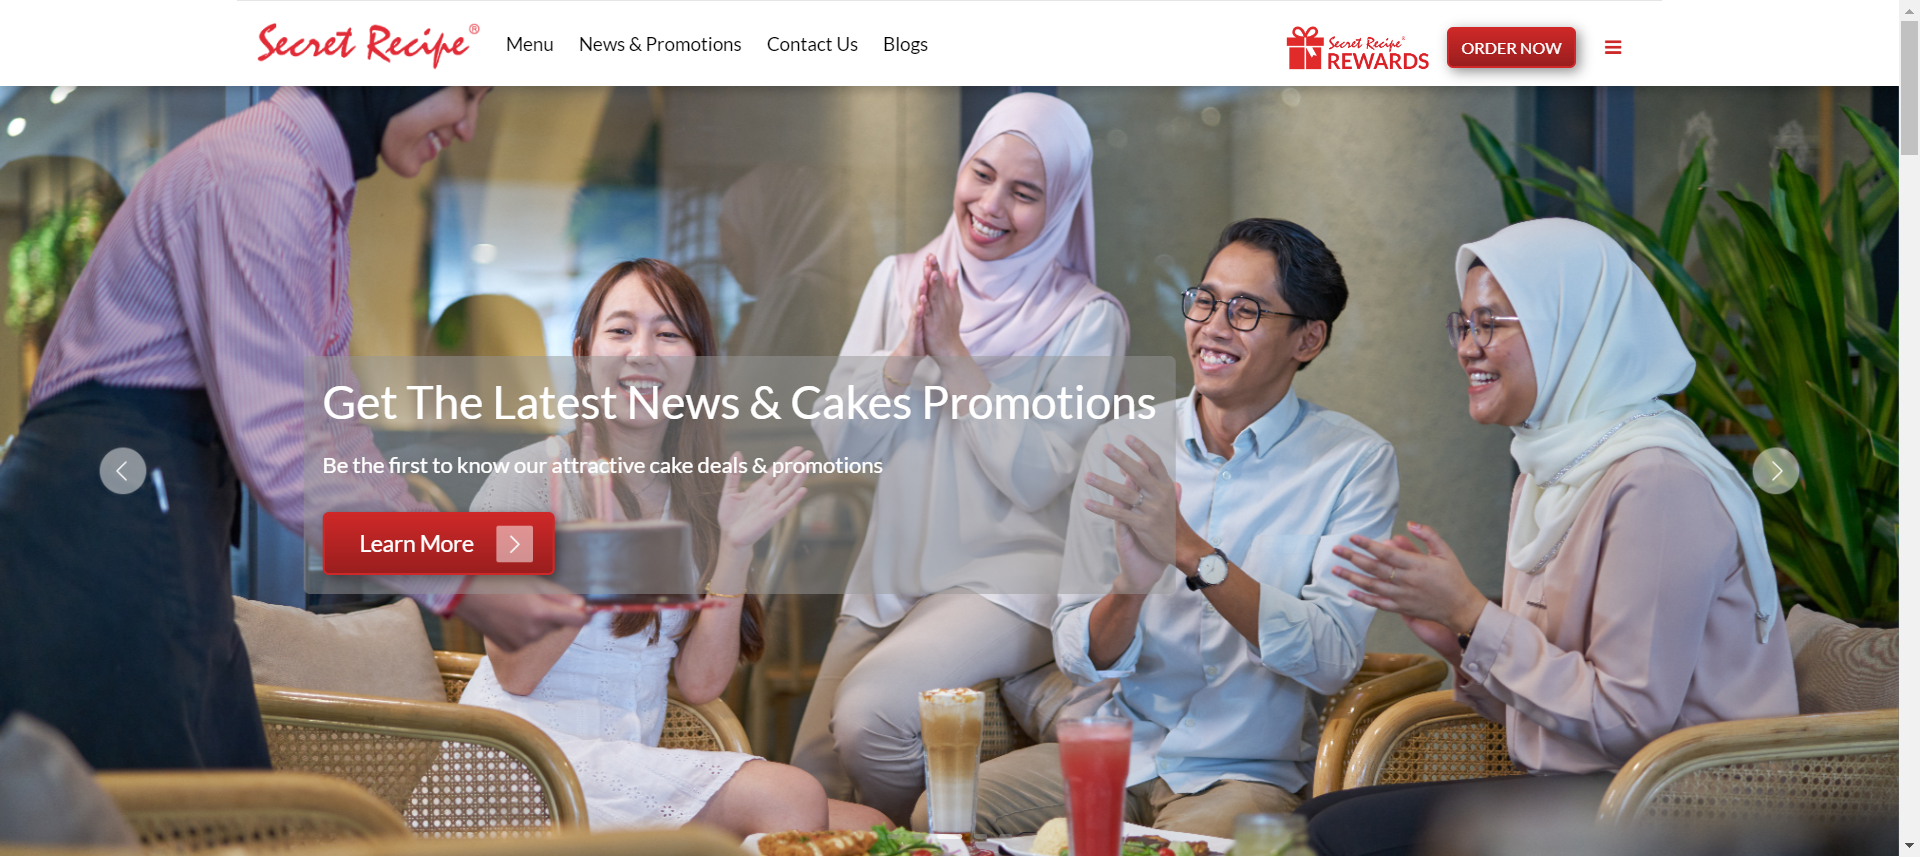 Secret Recipe®
Menu
News & Promotions
Contact Us
Blogs
Secret Recipe®
REWARDS
ORDER NOW
Get The Latest News & Cakes Promotions
Be the first to know our attractive cake deals & promotions
Learn More